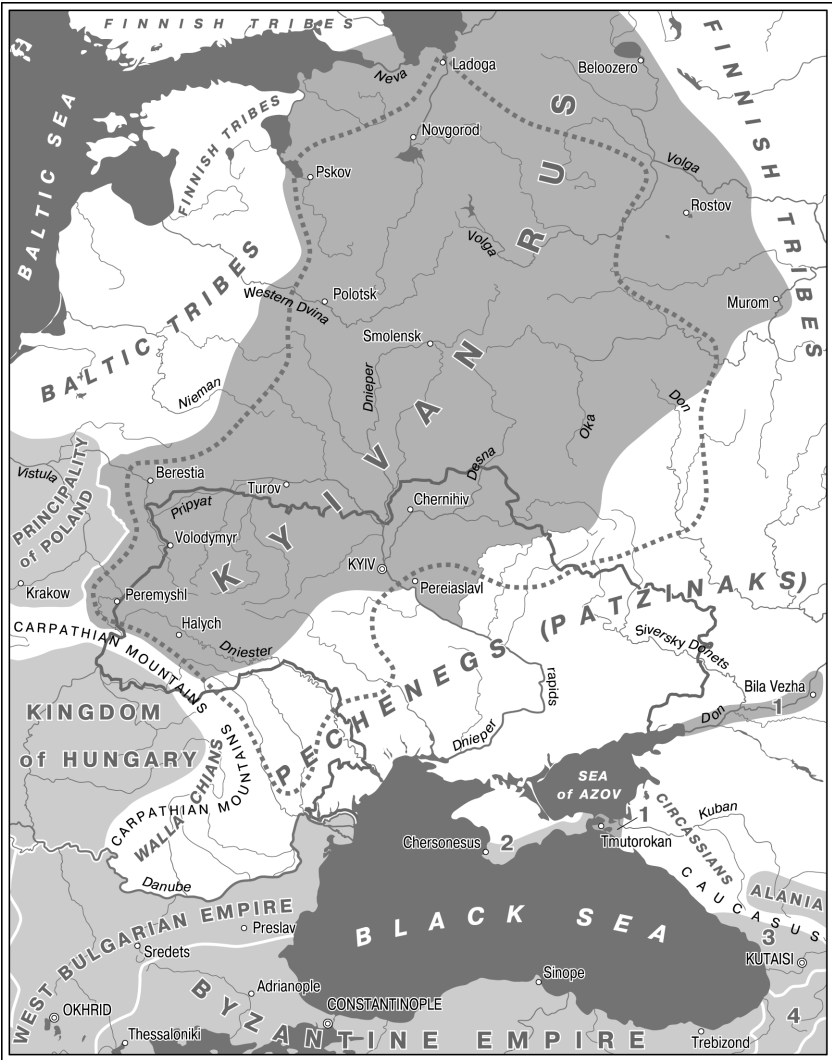 FINNISH TRIBES
Neva
Ladoga
Beloozero
FINNISH TRIBES
BALTIC SEA
FINNISH TRIBES
Novgorod
Pskov
Volga
Rostov
Volga
KYIVAN RUS
BALTIC TRIBES
Western Dvina
Polotsk
Murom
Smolensk
Nieman
Dnieper
Don
Oka
Desna
Vistula
PRINCIPALITY
of POLAND
Berestia
Turov
Pripyat
Chernihiv
Volodymyr
KYIV
Pereiaslavl
Krakow
Peremyshl
Halych
Dniester
CARPATHIAN MOUNTAINS
PECHENEGS (PATZINAKS)
Siversky Donets
rapids
Bila Vezha
1
Don
Dnieper
KINGDOM
of HUNGARY
CARPATHIAN MOUNTAINS
WALLACHIANS
SEA
of AZOV
1
Kuban
CIRCASSIANS
Chersonesus
2
Tmutorokan
CAUCASUS
ALANIA
Danube
BLACK SEA
3
KUTAISI
WEST BULGARIAN EMPIRE
Preslav
Sredets
Sinope
4
Adrianople
OKHRID
CONSTANTINOPLE
BYZANTINE EMPIRE
Thessaloniki
Trebizond